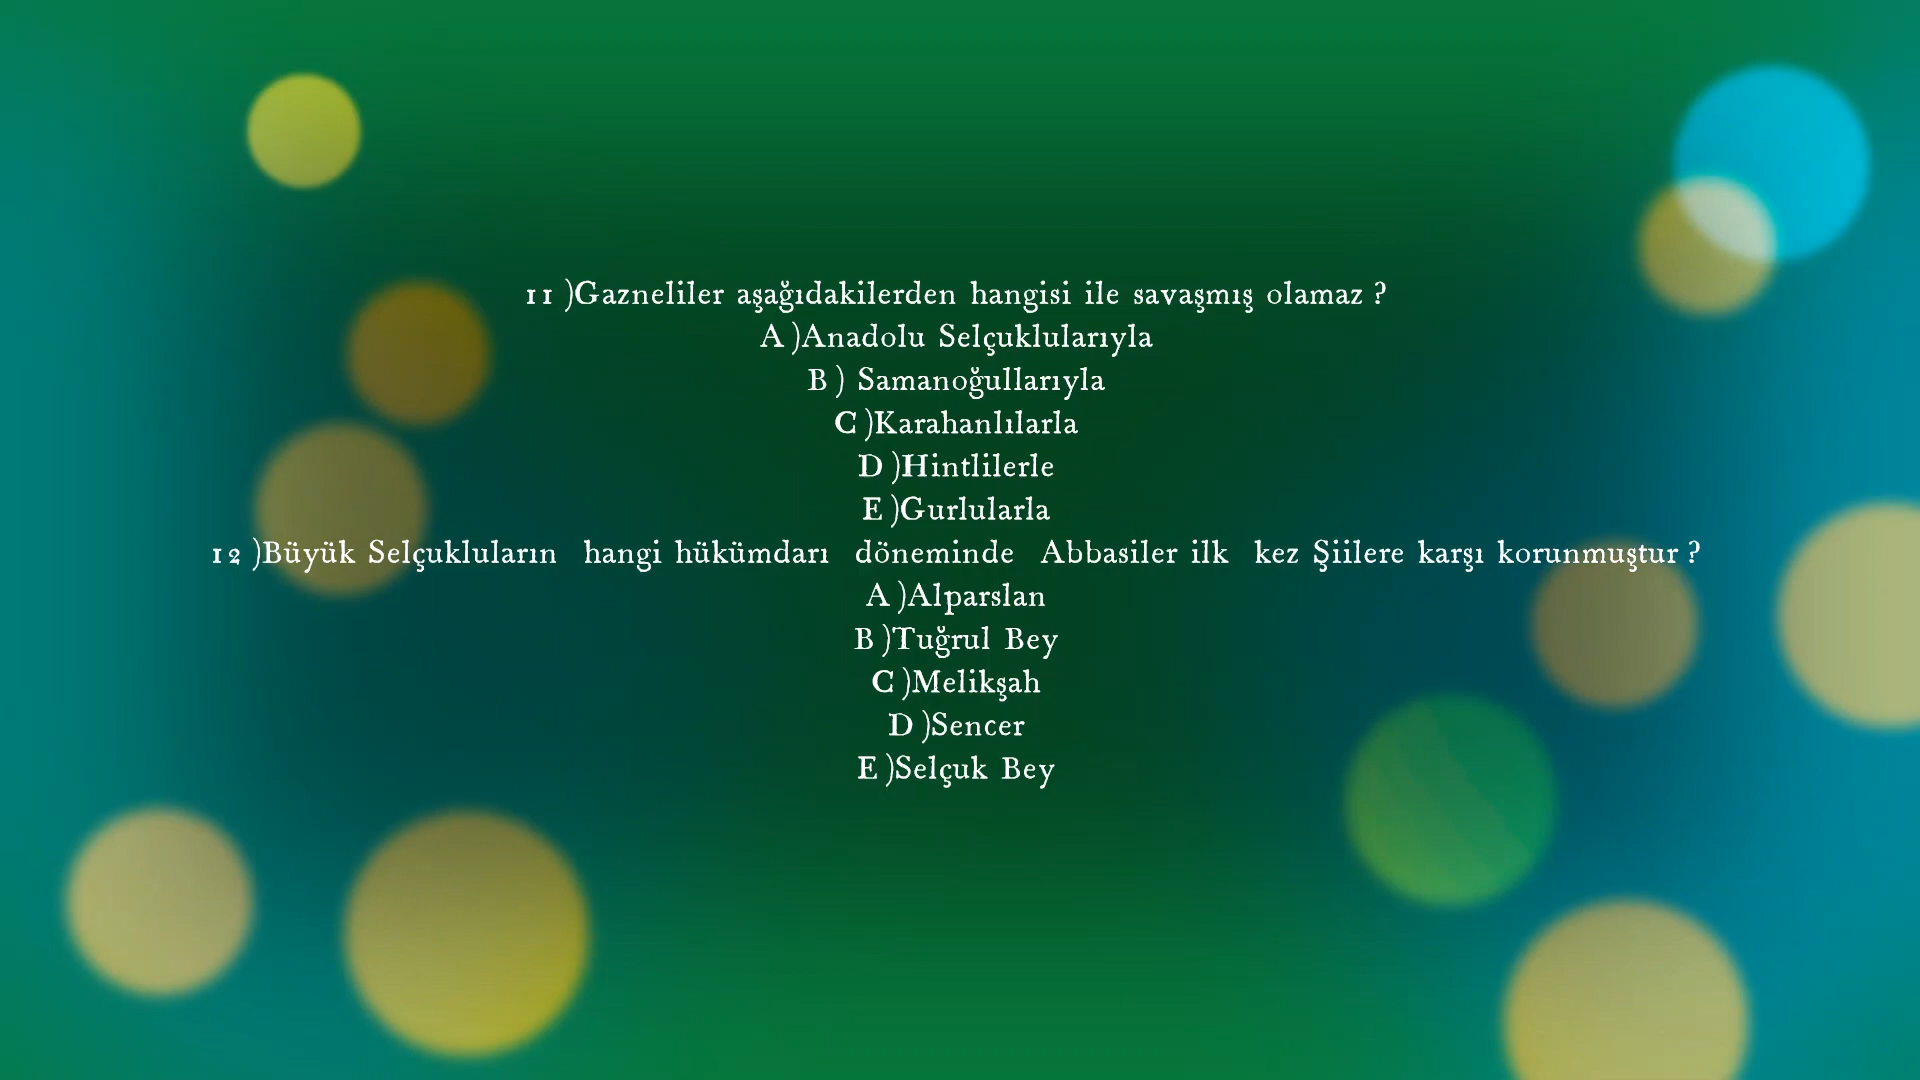 11 )Gazneliler aşağıdakilerden hangisi ile savaşmış olamaz ?
A )Anadolu Selçuklularıyla
B ) Samanoğullarıyla
C )Karahanlılarla
D )Hintlilerle
E )Gurlularla
12 )Büyük Selçukluların hangi hükümdarı döneminde Abbasiler ilk kez Şiilere karşı korunmuştur ?
A )Alparslan
B )Tuğrul Bey
C )Melikşah
D )Sencer
E )Selçuk Bey